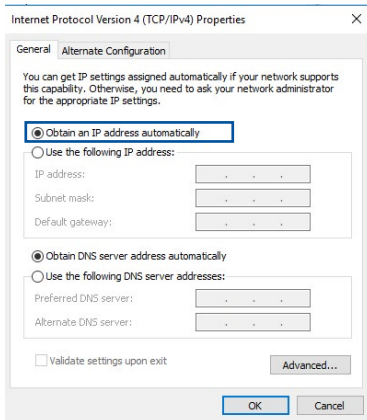 Internet Protocol Version 4 (TCP/IPv4) Properties
General
Alternate Configuration
You can get IP settings assigned automatically if your network supports
this capability. Otherwise, you need to ask your network administrator
for the appropriate IP settings.
Obtain an IP address automatically
Use the following IP address:
IP address:
Subnet mask:
Default gateway:
Obtain DNS server address automatically
Use the following DNS server addresses:
Preferred DNS server:
Alternate DNS server:
Validate settings upon exit
Advanced...
OK
Cancel